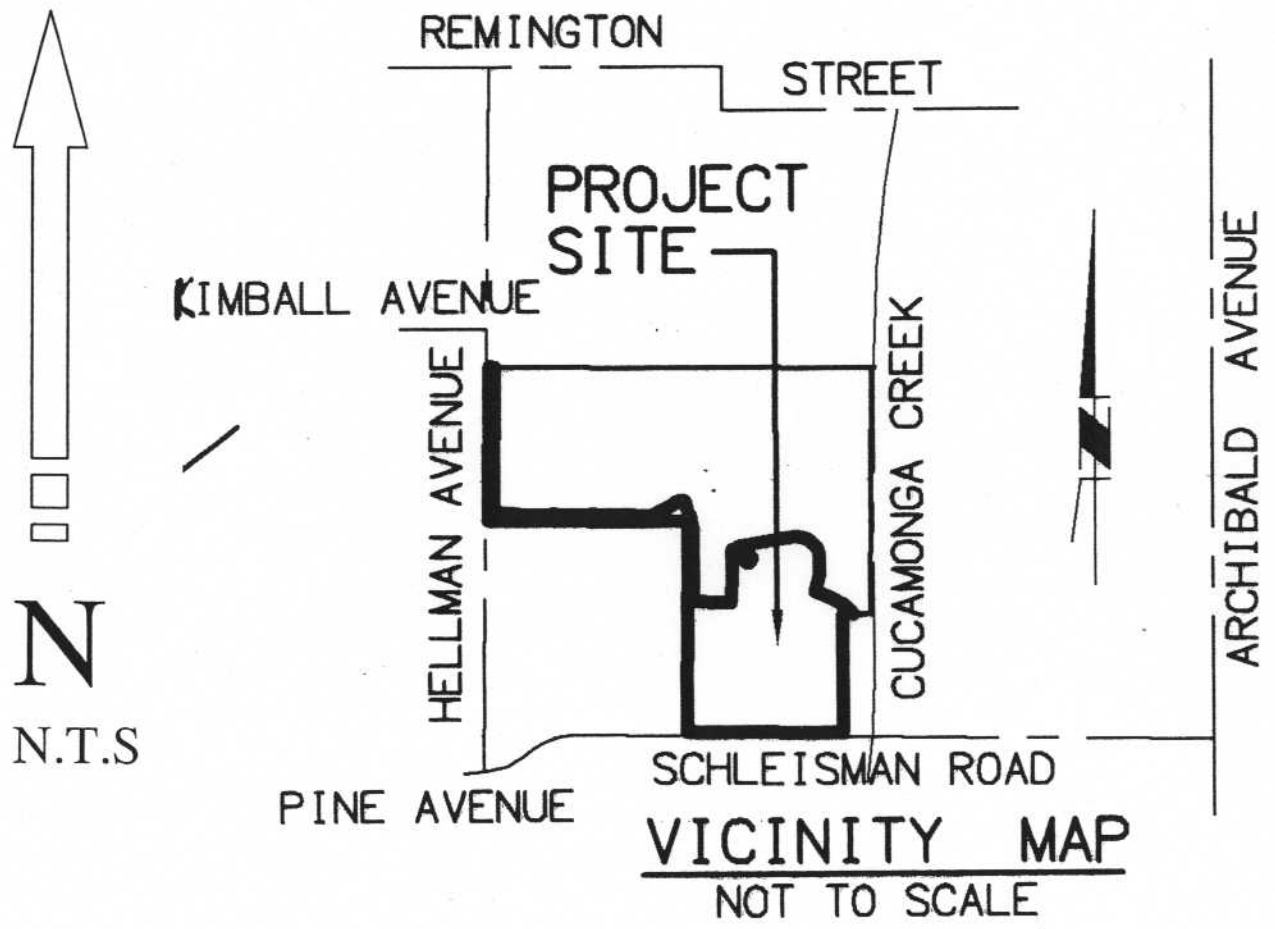 REMINGTON
STREET
PROJECT
SITE
KIMBALL AVENUE
HELLMAN AVENUE
CUCAMONGA CREEK
ARCHIBALD AVENUE
N
N
N.T.S
SCHLEISMAN ROAD
PINE AVENUE
VICINITY MAP
NOT TO SCALE